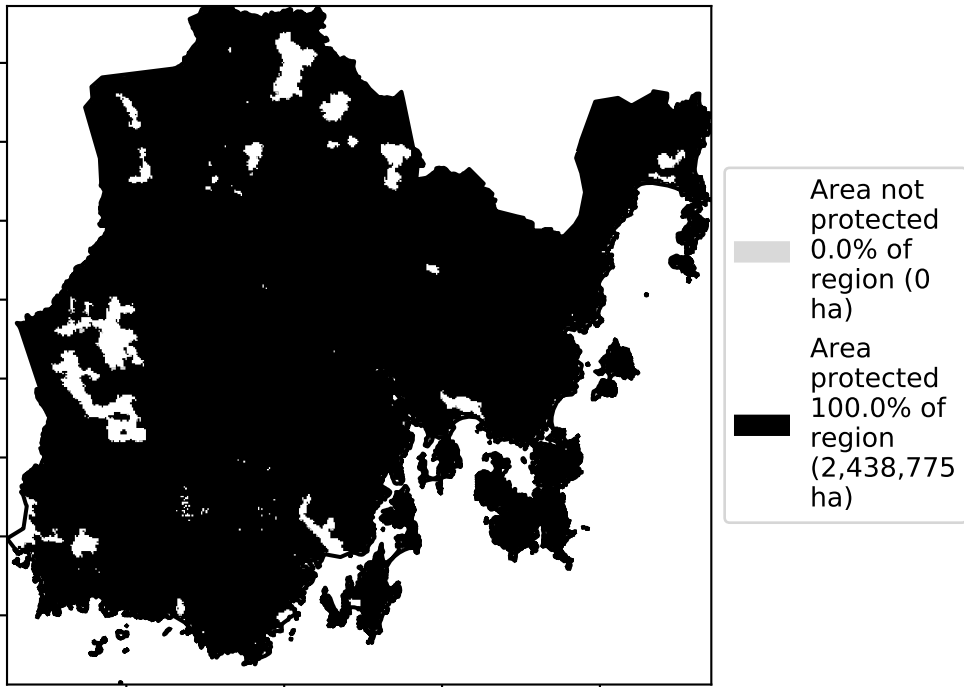 Area not
protected
0.0% of
region (0
ha)
Area
protected
100.0% of
region
(2,438,775
ha)